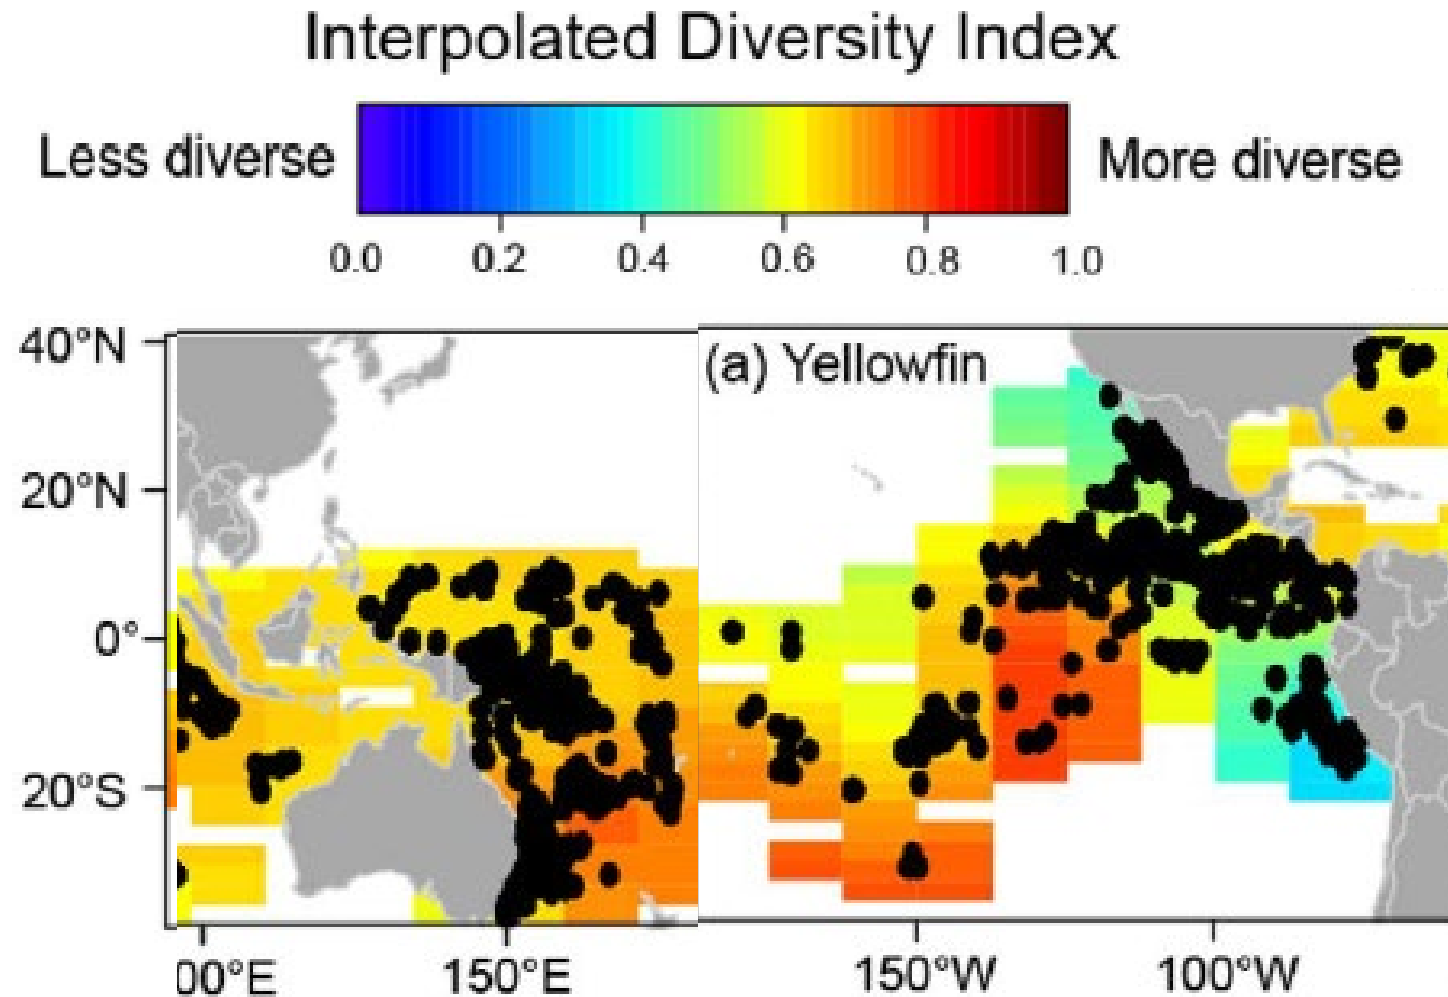 Interpolated Diversity Index
Less diverse
More diverse
0.0 0.2 0.4 0.6 0.8 1.0
40°N
(a) Yellowfin
20°N
0°
20°S
00°E 150°E 150°W 100°W